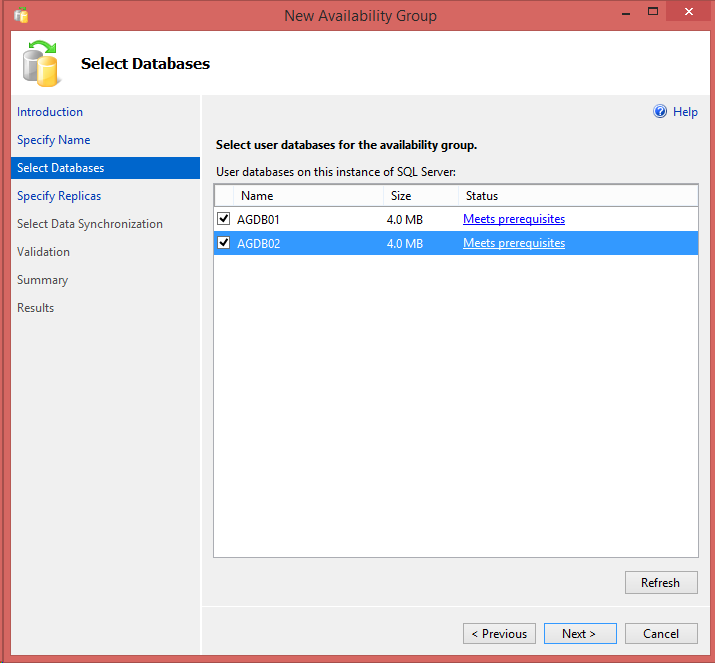 New Availability Group
Select Databases
Introduction
Specify Name
Select Databases
Specify Replicas
Select Data Synchronization
Validation
Summary
Results
Help
Select user databases for the availability group.
User databases on this instance of SQL Server:
Name Size Status
AGDB01 4.0 MB Meets prerequisites
AGDB02 4.0 MB Meets prerequisites
Refresh
< Previous Next > Cancel